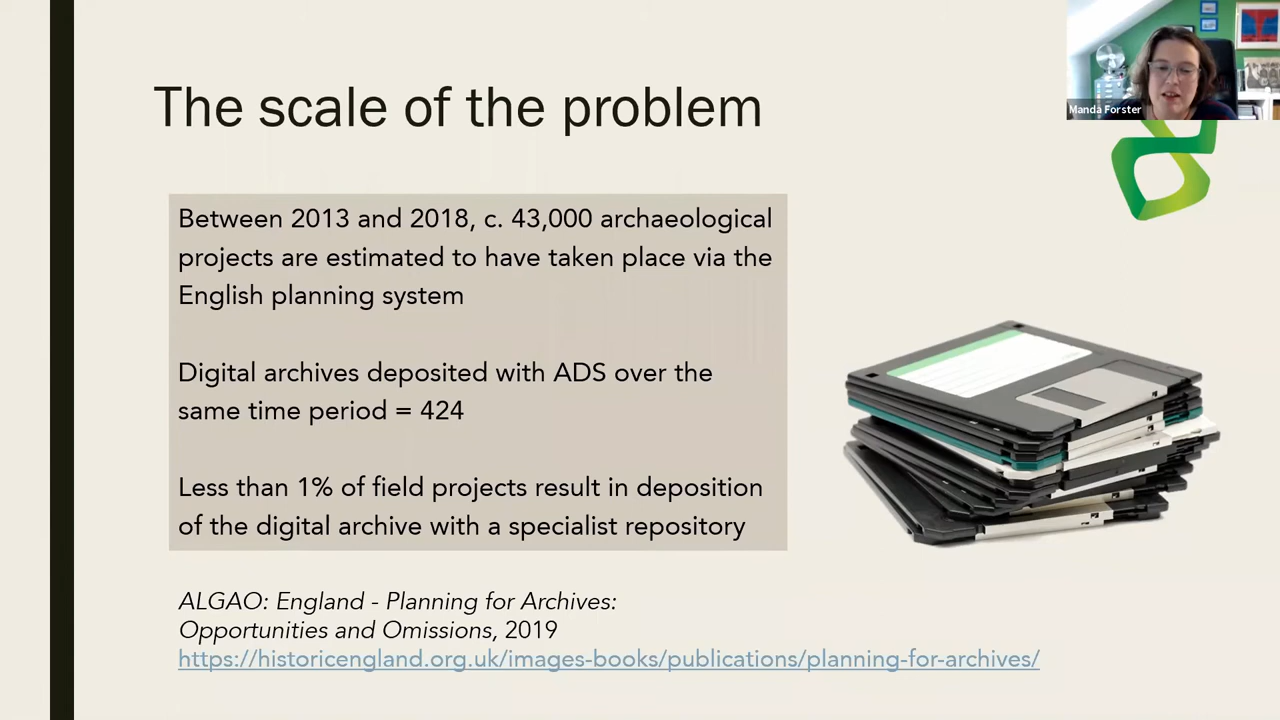 The scale of the problem
Manda Forster
Between 2013 and 2018, c. 43,000 archaeological
projects are estimated to have taken place via the
English planning system
Digital archives deposited with ADS over the
same time period = 424
Less than 1% of field projects result in deposition
of the digital archive with a specialist repository
ALGAO: England - Planning for Archives:
Opportunities and Omissions, 2019
https://historicengland.org.uk/images-books/publications/planning-for-archives/